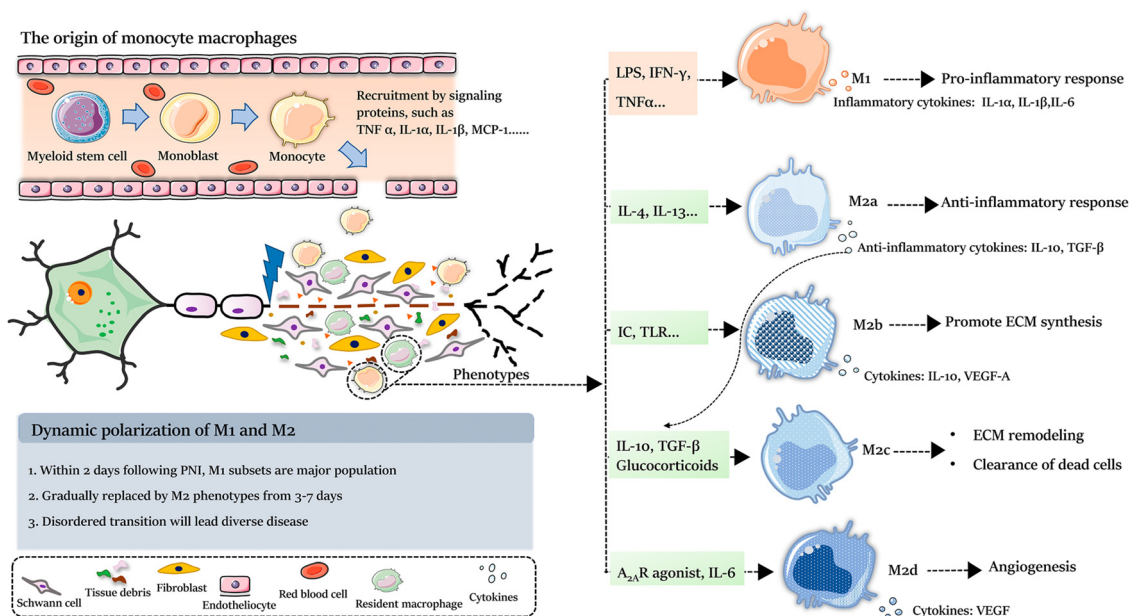 The origin of monocyte macrophages
Recruitment by signaling
proteins, such as
TNF α, IL-1α, IL-1β, MCP-1......
Myeloid stem cell
Monoblast
Monocyte
Phenotypes
Dynamic polarization of M1 and M2
1. Within 2 days following PNI, M1 subsets are major population
2. Gradually replaced by M2 phenotypes from 3-7 days
3. Disordered transition will lead diverse disease
Schwann cell
Tissue debris
Fibroblast
Endotheliocyte
Red blood cell
Resident macrophage
Cytokines
LPS, IFN-γ,
TNFα...
M1
Pro-inflammatory response
Inflammatory cytokines: IL-1α, IL-1β,IL-6
IL-4, IL-13...
M2a
Anti-inflammatory response
Anti-inflammatory cytokines: IL-10, TGF-β
IC, TLR...
M2b
Promote ECM synthesis
Cytokines: IL-10, VEGF-A
IL-10, TGF-β
Glucocorticoids
M2c
• ECM remodeling
• Clearance of dead cells
A₂ₐR agonist, IL-6
M2d
Angiogenesis
Cytokines: VEGF